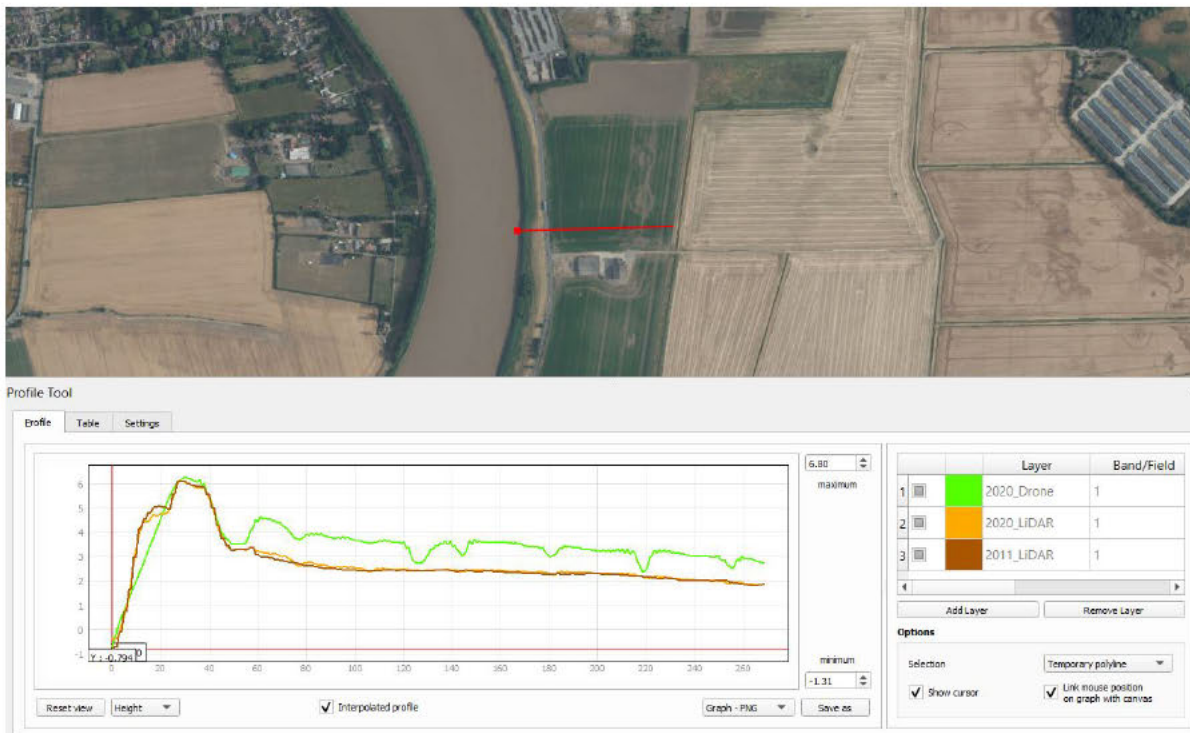 Profile Tool
Profile Table Settings
6.80
maximum
6
5
4
3
2
1
0
-1
Y : -0.794
0 20 40 60 80 100 120 140 160 180 200 220 240 260
minimum
-1.31
Reset view Height Interpolated profile Graph - PNG Save as
Layer Band/Field
1 2020_Drone 1
2 2020_LiDAR 1
3 2011_LiDAR 1
Add Layer Remove Layer
Options
Selection Temporary polyline
Show cursor Link mouse position
on graph with canvas